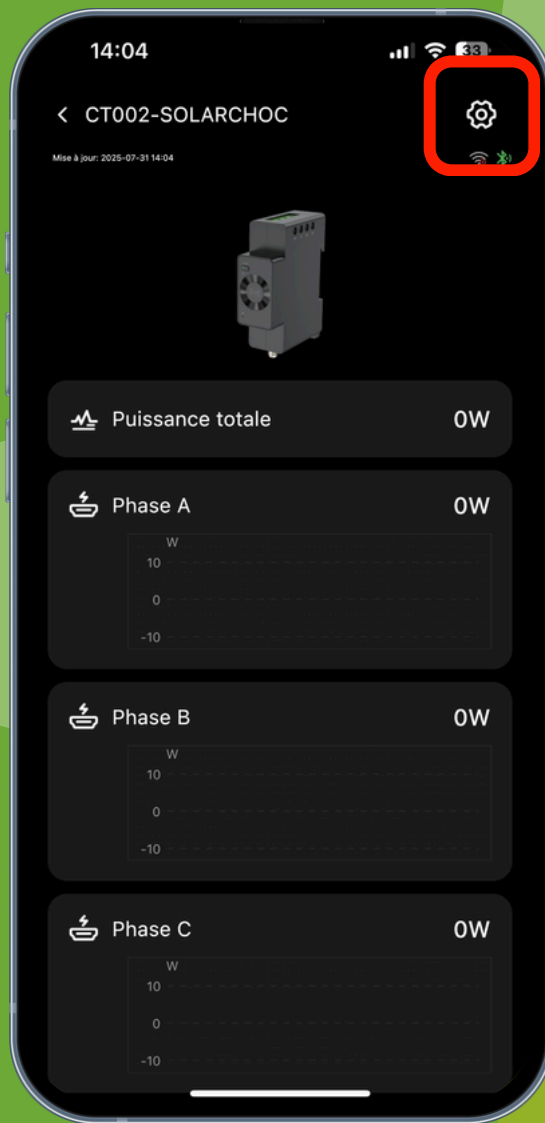 14:04
33
CT002-SOLARCHOC
Mise à jour: 2025-07-31 14:04
Puissance totale 0W
Phase A 0W
W
10
0
-10
Phase B 0W
W
10
0
-10
Phase C 0W
W
10
0
-10